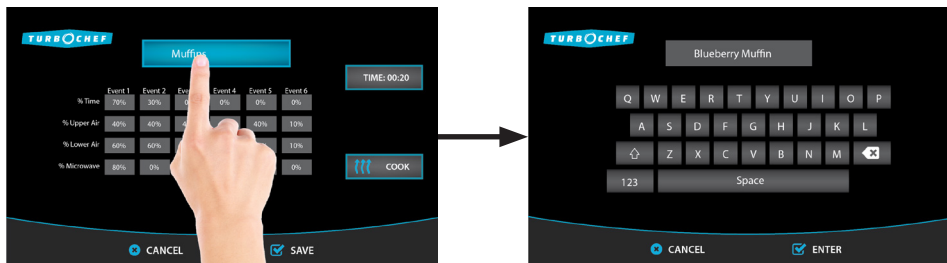 TURBOCHEF
Muffins
TIME: 00:20
Event 1 Event 2 Event 4 Event 5 Event 6
% Time 70% 30% 0% 0% 0%
% Upper Air 40% 40% 40% 10%
% Lower Air 60% 60% 10%
% Microwave 80% 0% 0%
COOK
CANCEL SAVE
TURBOCHEF
Blueberry Muffin
Q W E R T Y U I O P
A S D F G H J K L
Z X C V B N M
123 Space
CANCEL ENTER